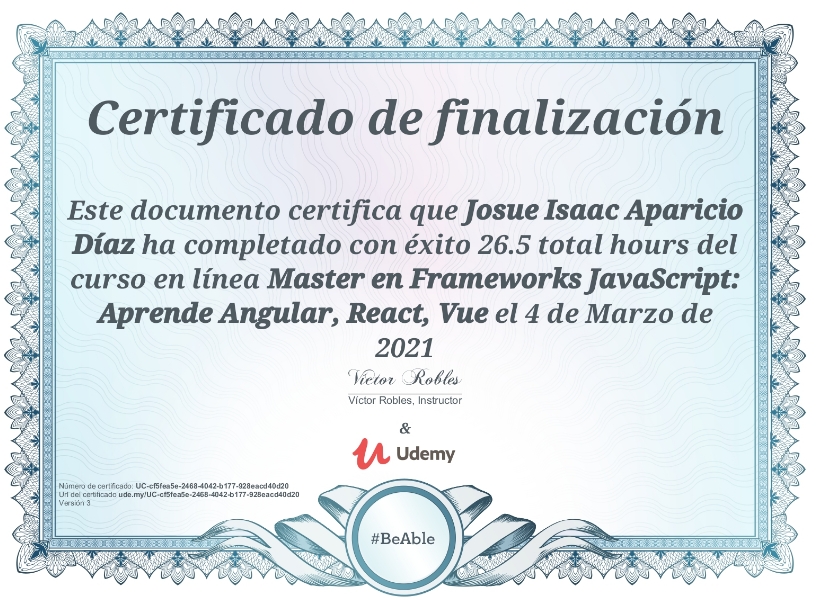 Certificado de finalización
Este documento certifica que Josue Isaac Aparicio
Díaz ha completado con éxito 26.5 total hours del
curso en línea Master en Frameworks JavaScript:
Aprende Angular, React, Vue el 4 de Marzo de
2021
Víctor Robles
Víctor Robles, Instructor
&
Udemy
Número de certificado: UC-cf5fea5e-2468-4042-b177-928eacd40d20
Url del certificado ude.my/UC-cf5fea5e-2468-4042-b177-928eacd40d20
Versión 3
#BeAble